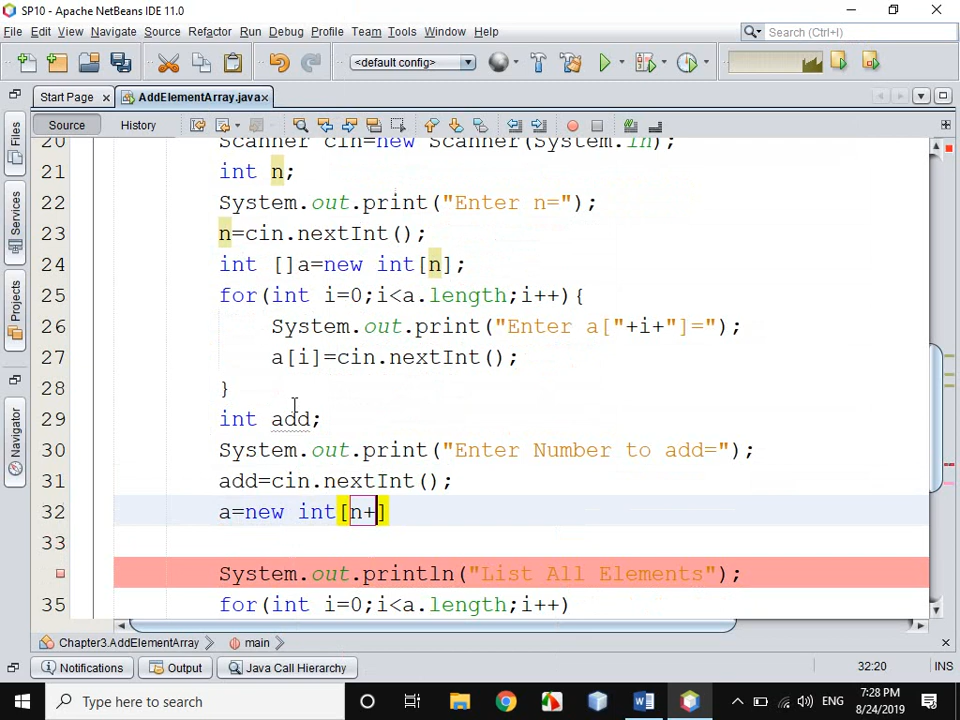 SP10 - Apache NetBeans IDE 11.0
File Edit View Navigate Source Refactor Run Debug Profile Team Tools Window Help
Search (Ctrl+I)
<default config>
Start Page
AddElementArray.java
Source History
Files
Services
Projects
Navigator
20 Scanner cin=new Scanner(System.in);
21 int n;
22 System.out.print("Enter n=");
23 n=cin.nextInt();
24 int []a=new int[n];
25 for(int i=0;i<a.length;i++){
26 System.out.print("Enter a["+i+"]=");
27 a[i]=cin.nextInt();
28 }
29 int add;
30 System.out.print("Enter Number to add=");
31 add=cin.nextInt();
32 a=new int[n+]
33
System.out.println("List All Elements");
35 for(int i=0;i<a.length;i++)
Chapter3.AddElementArray main
Notifications Output Java Call Hierarchy
32:20 INS
Type here to search
ENG
7:28 PM
8/24/2019